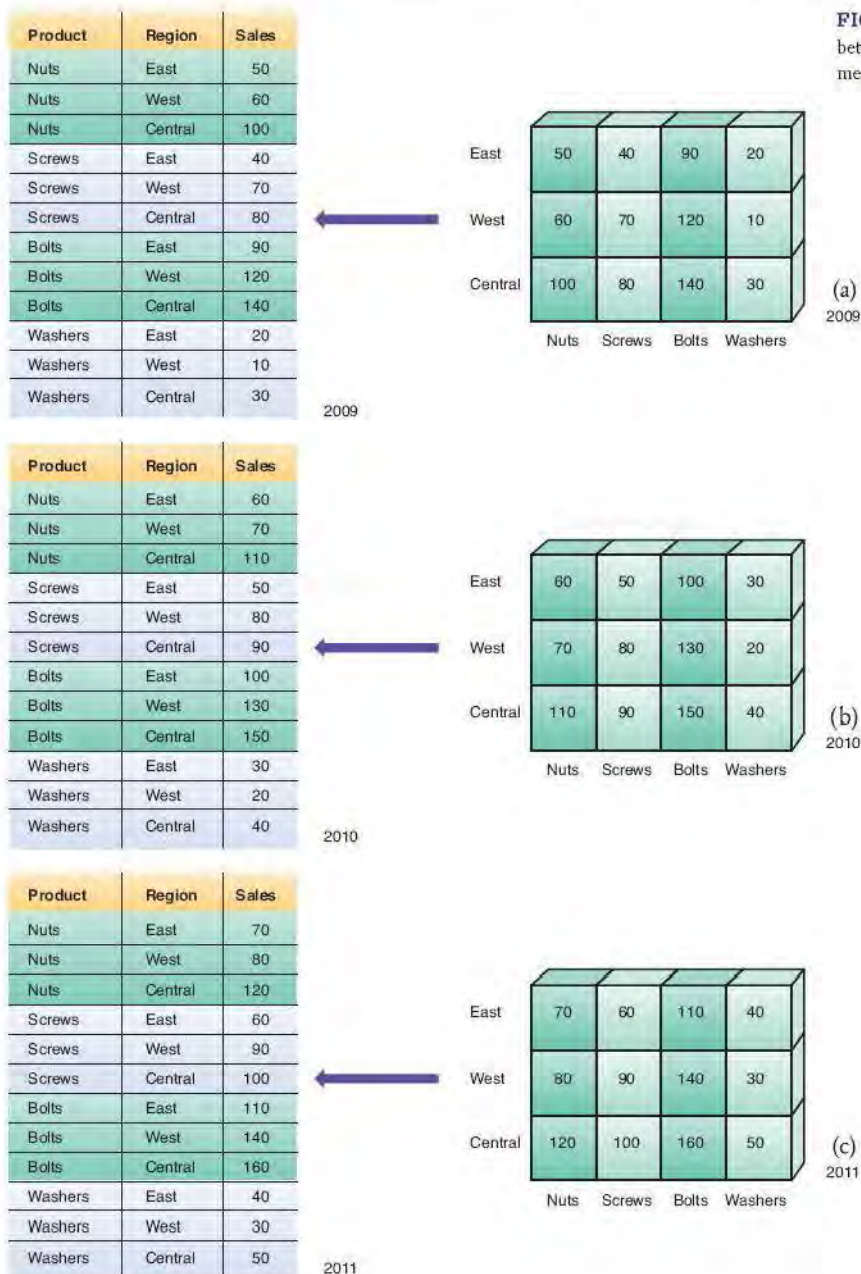 FIG
bet
me
Product Region Sales
Nuts East 50
Nuts West 60
Nuts Central 100
Screws East 40
Screws West 70
Screws Central 80
Bolts East 90
Bolts West 120
Bolts Central 140
Washers East 20
Washers West 10
Washers Central 30
2009
East 50 40 90 20
West 60 70 120 10
Central 100 80 140 30
(a)
2009
Nuts Screws Bolts Washers
Product Region Sales
Nuts East 60
Nuts West 70
Nuts Central 110
Screws East 50
Screws West 80
Screws Central 90
Bolts East 100
Bolts West 130
Bolts Central 150
Washers East 30
Washers West 20
Washers Central 40
2010
East 60 50 100 30
West 70 80 130 20
Central 110 90 150 40
(b)
2010
Nuts Screws Bolts Washers
Product Region Sales
Nuts East 70
Nuts West 80
Nuts Central 120
Screws East 60
Screws West 90
Screws Central 100
Bolts East 110
Bolts West 140
Bolts Central 160
Washers East 40
Washers West 30
Washers Central 50
2011
East 70 60 110 40
West 80 90 140 30
Central 120 100 160 50
(c)
2011
Nuts Screws Bolts Washers